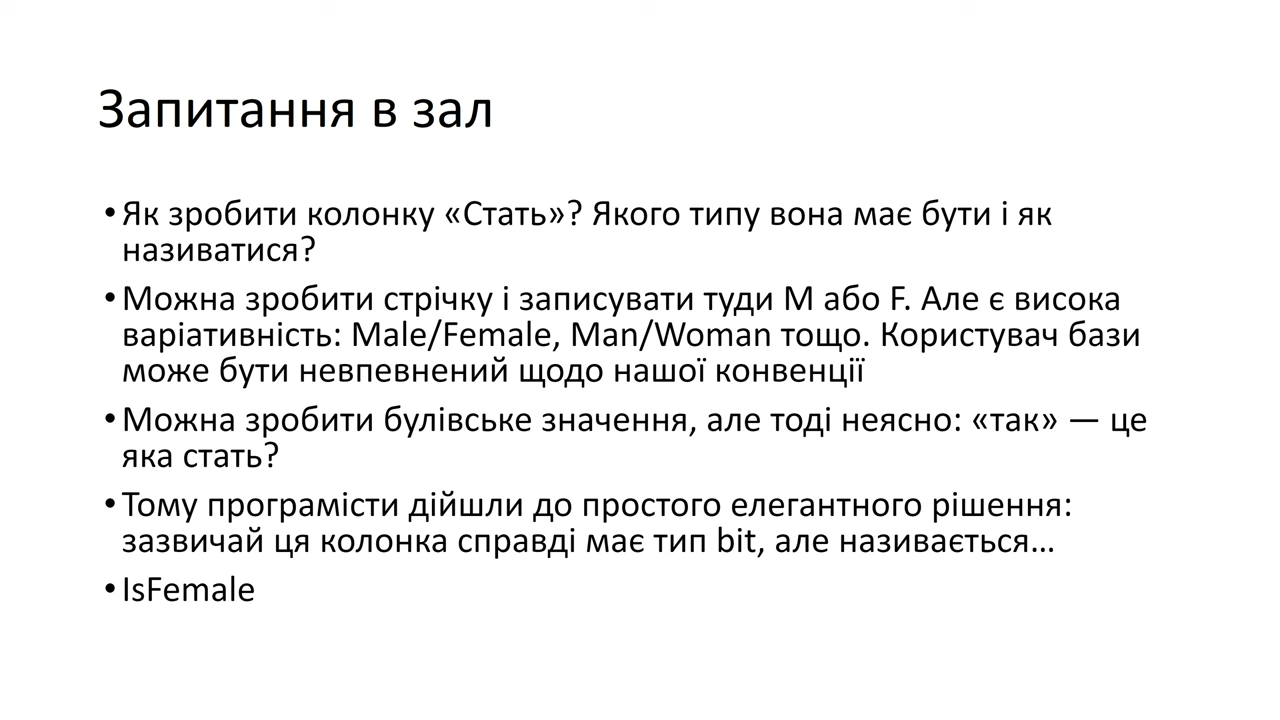 Запитання в зал
•Як зробити колонку «Стать»? Якого типу вона має бути і як
називатися?
•Можна зробити стрічку і записувати туди M або F. Але є висока
варіативність: Male/Female, Man/Woman тощо. Користувач бази
може бути невпевнений щодо нашої конвенції
•Можна зробити булівське значення, але тоді неясно: «так» — це
яка стать?
•Тому програмісти дійшли до простого елегантного рішення:
зазвичай ця колонка справді має тип bit, але називається…
•IsFemale